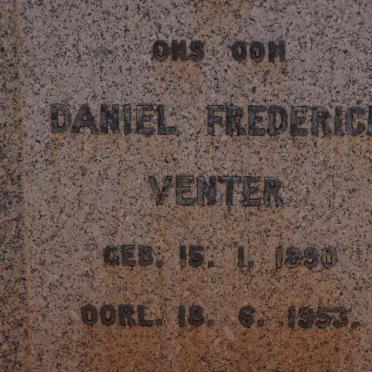 ONS OOM
DANIEL FREDERICK
VENTER
GEB. 15. 1. 1890
OORL. 18. 6. 1953.